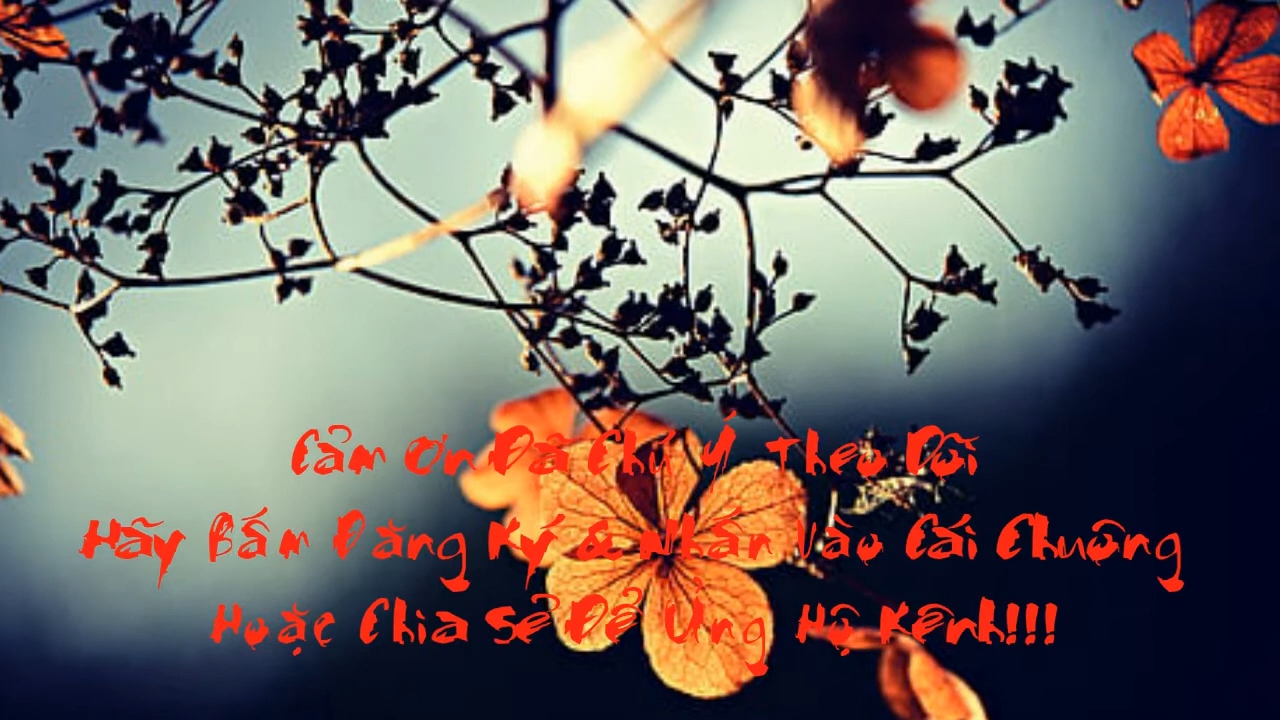 Cảm Ơn Đã Chú Ý Theo Dõi
Hãy Bấm Đăng Ký & Nhấn Vào Cái Chuông
Hoặc Chia Sẻ Để Ủng Hộ Kênh!!!